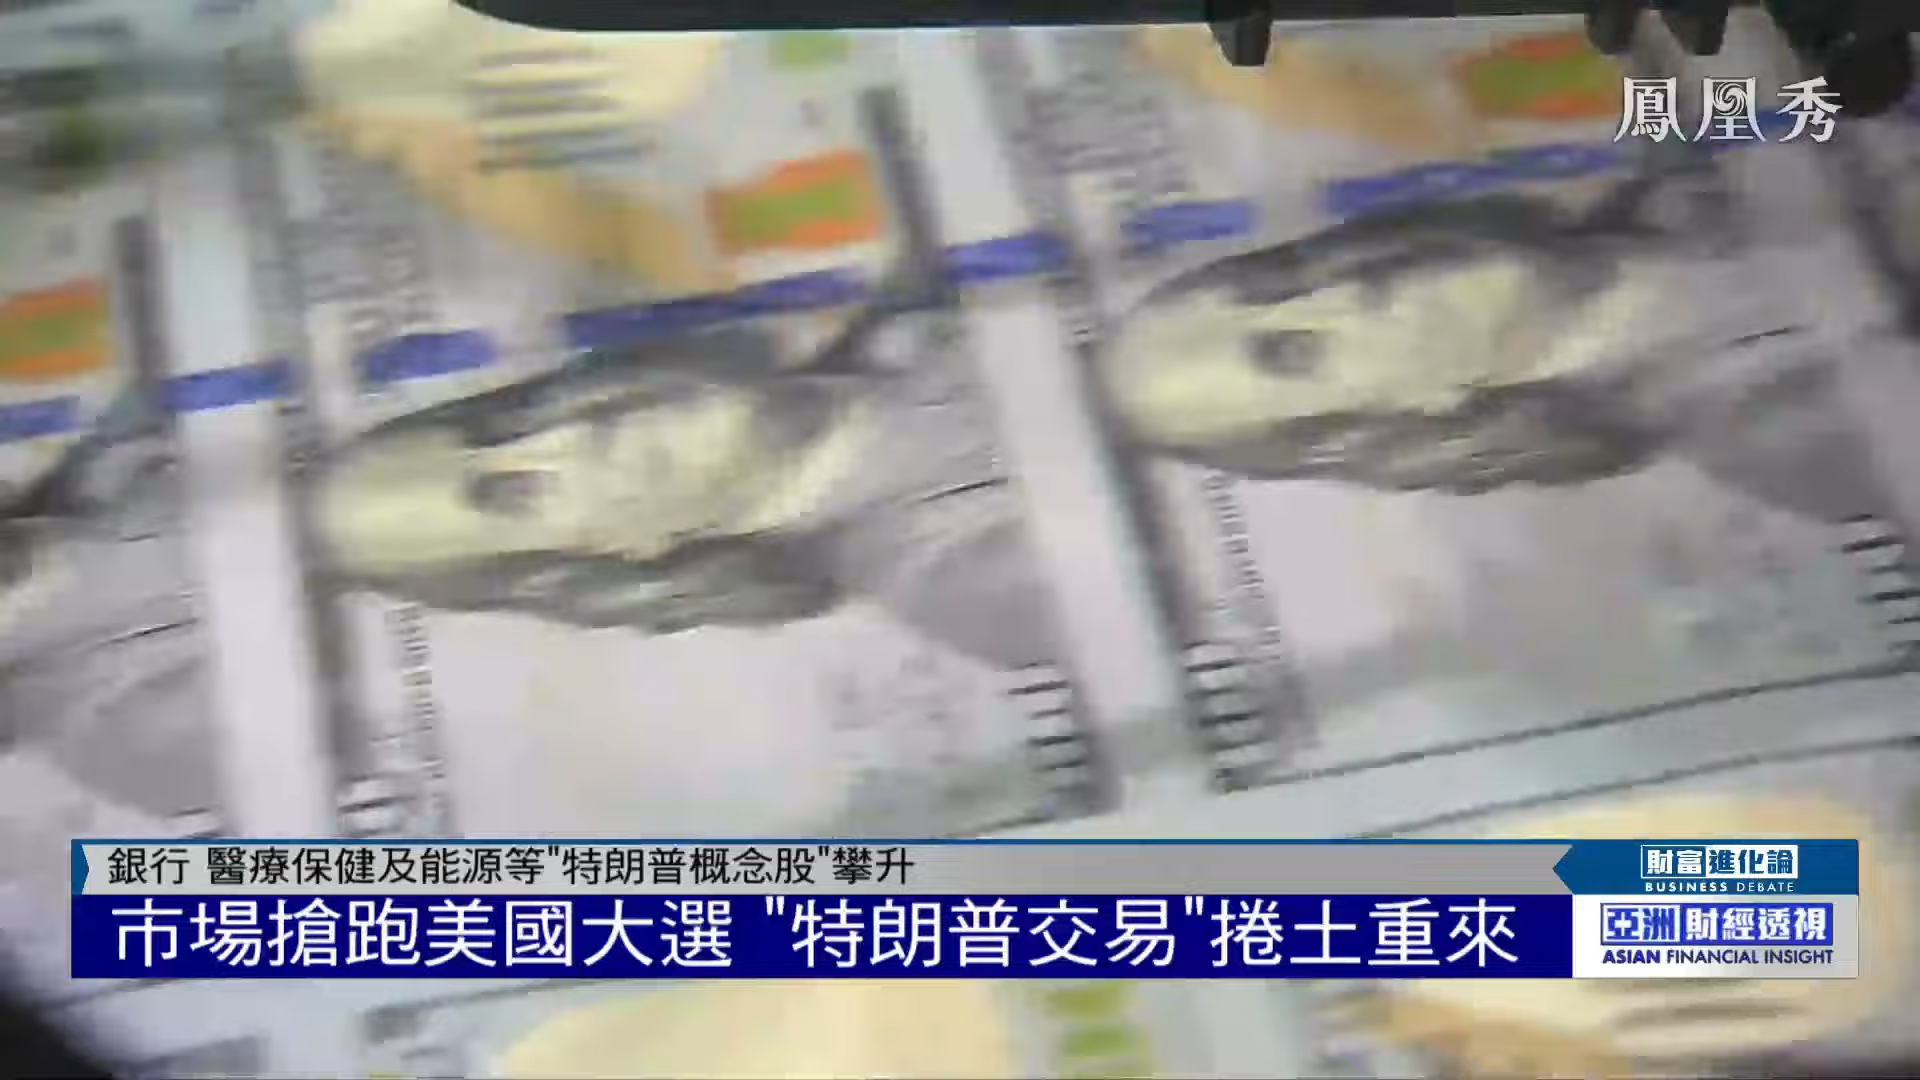 鳳凰秀
銀行 醫療保健及能源等"特朗普概念股"攀升
市場搶跑美國大選 "特朗普交易"捲土重來
財富進化論
BUSINESS DEBATE
亞洲財經透視
ASIAN FINANCIAL INSIGHT